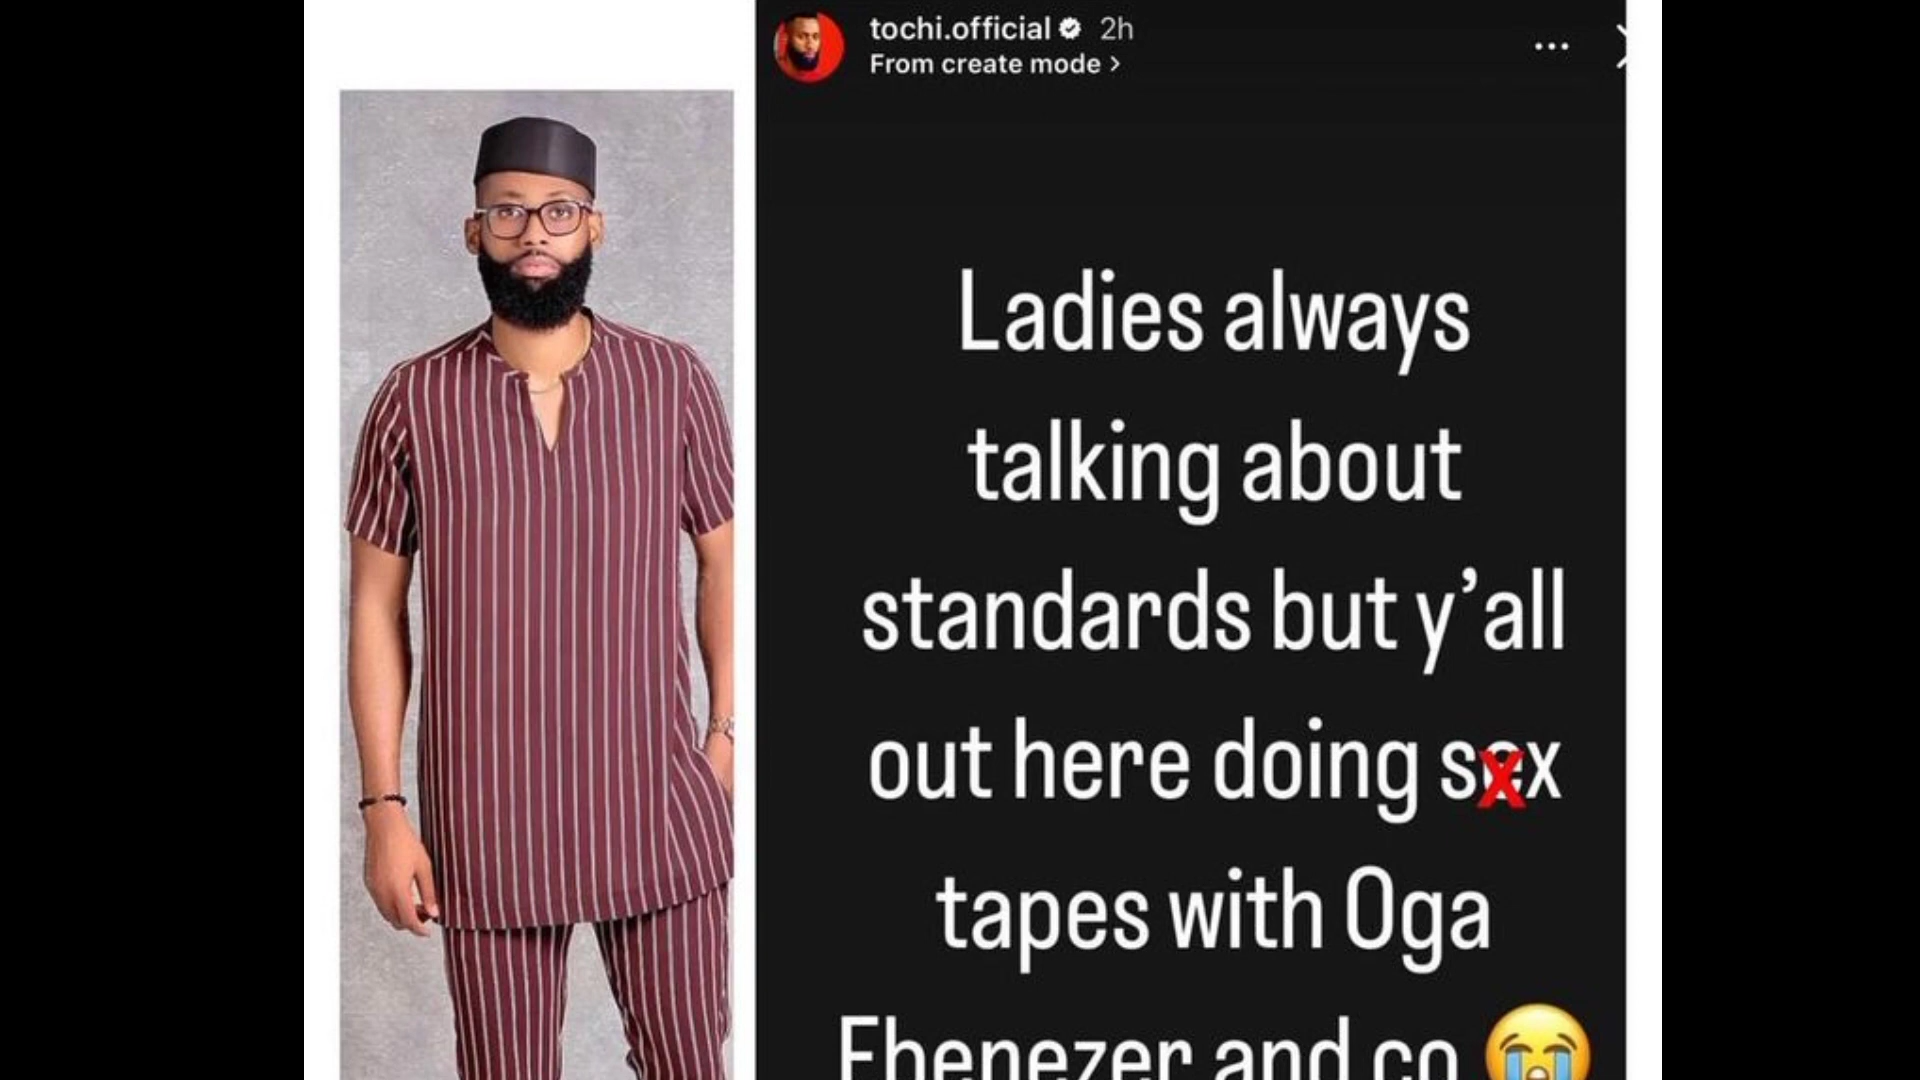 tochi.official 2h
From create mode >
Ladies always
talking about
standards but y'all
out here doing sex
tapes with Oga
Ebenezer and co 😭